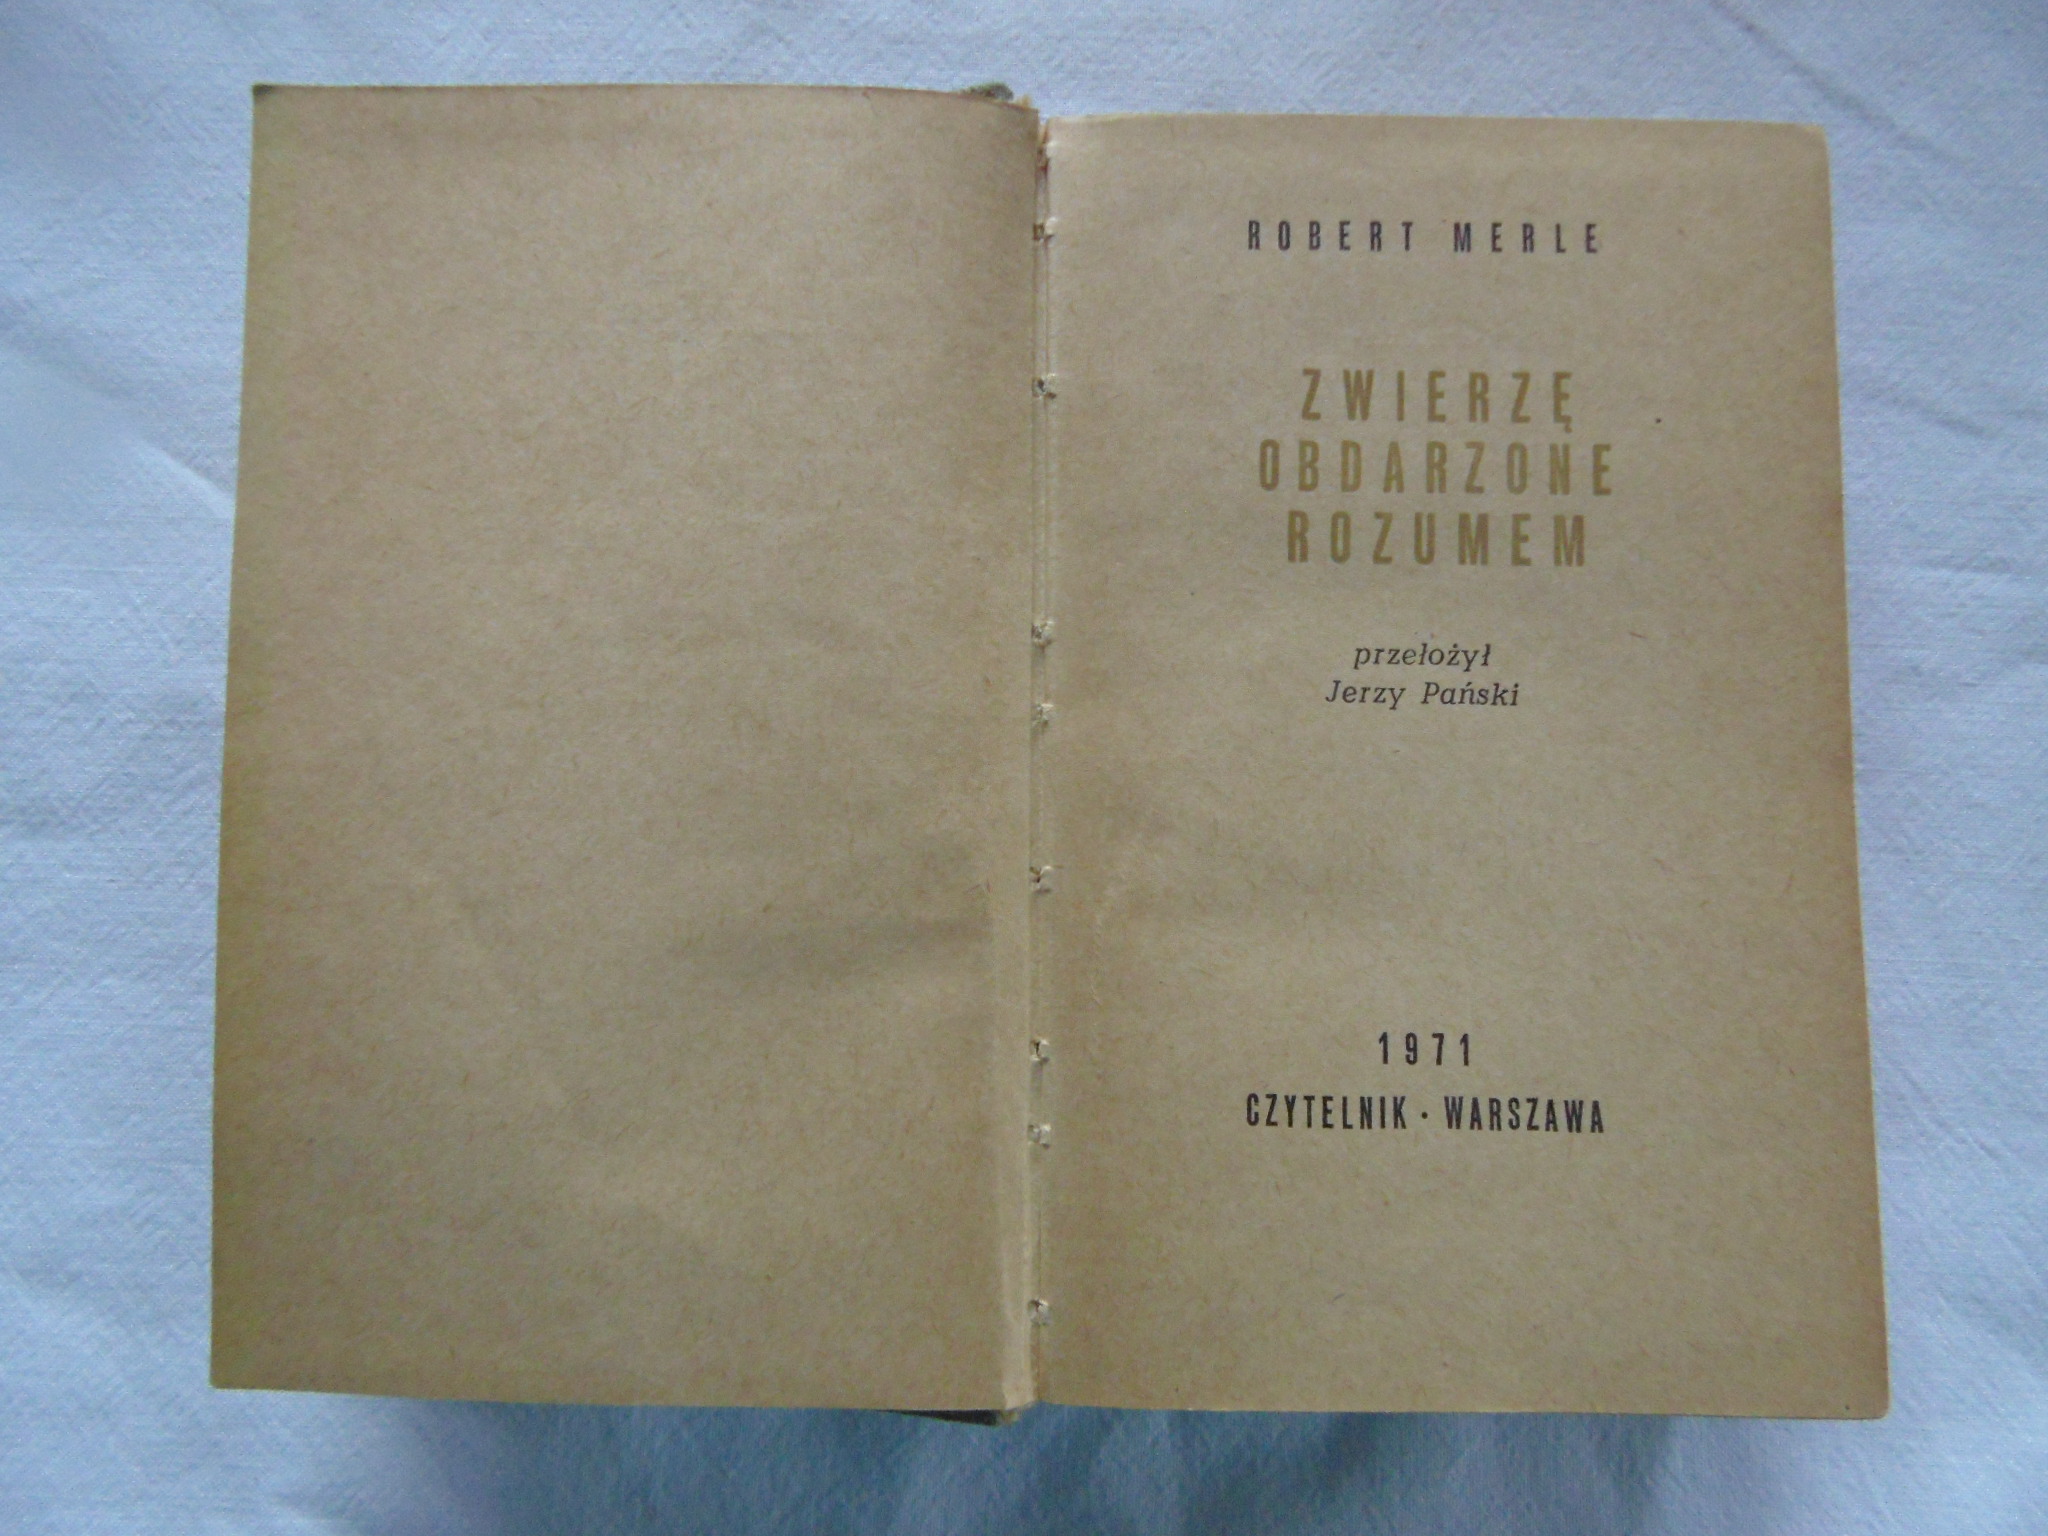 ROBERT MERLE
ZWIERZĘ
OBDARZONE
ROZUMEM
przełożył
Jerzy Pański
1971
CZYTELNIK · WARSZAWA